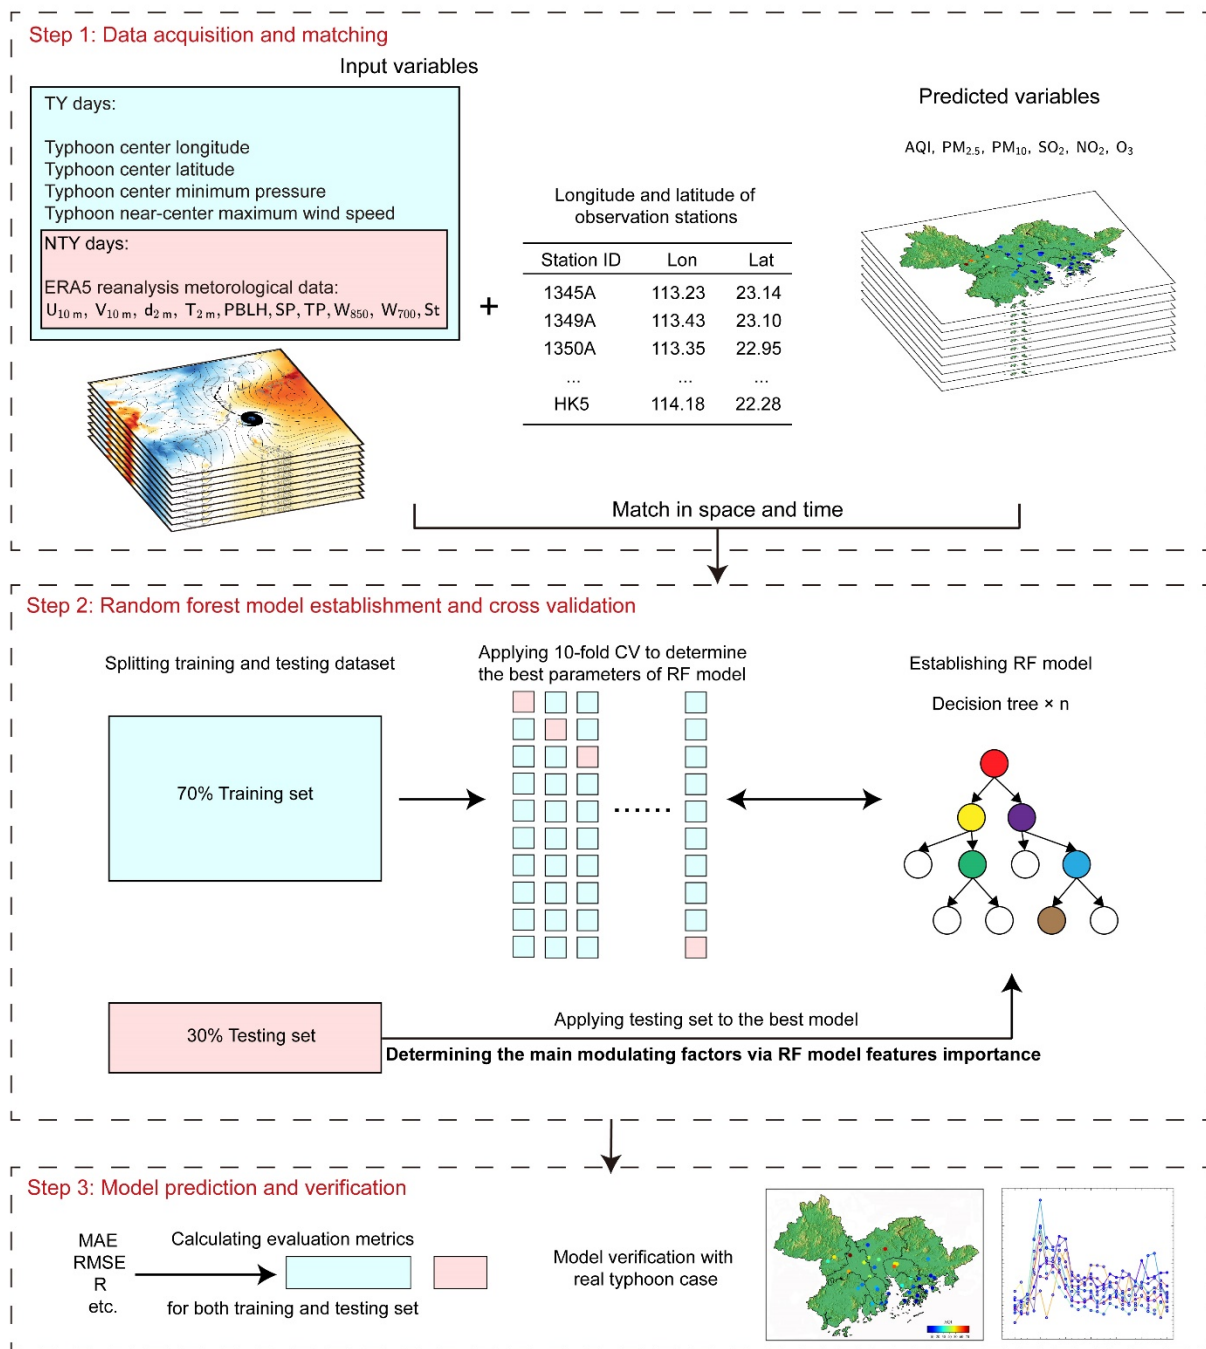 Step 1: Data acquisition and matching
Input variables
TY days:
Typhoon center longitude
Typhoon center latitude
Typhoon center minimum pressure
Typhoon near-center maximum wind speed
NTY days:
ERA5 reanalysis metorological data:
U10 m, V10 m, d2 m, T2 m, PBLH, SP, TP, W850, W700, St
+
Longitude and latitude of
observation stations
Station ID Lon Lat
1345A 113.23 23.14
1349A 113.43 23.10
1350A 113.35 22.95
... ... ...
HK5 114.18 22.28
Predicted variables
AQI, PM2.5, PM10, SO2, NO2, O3
Match in space and time
Step 2: Random forest model establishment and cross validation
Splitting training and testing dataset
70% Training set
30% Testing set
Applying 10-fold CV to determine
the best parameters of RF model
......
Establishing RF model
Decision tree × n
Applying testing set to the best model
Determining the main modulating factors via RF model features importance
Step 3: Model prediction and verification
MAE
RMSE
R
etc.
Calculating evaluation metrics
for both training and testing set
Model verification with
real typhoon case
AQI